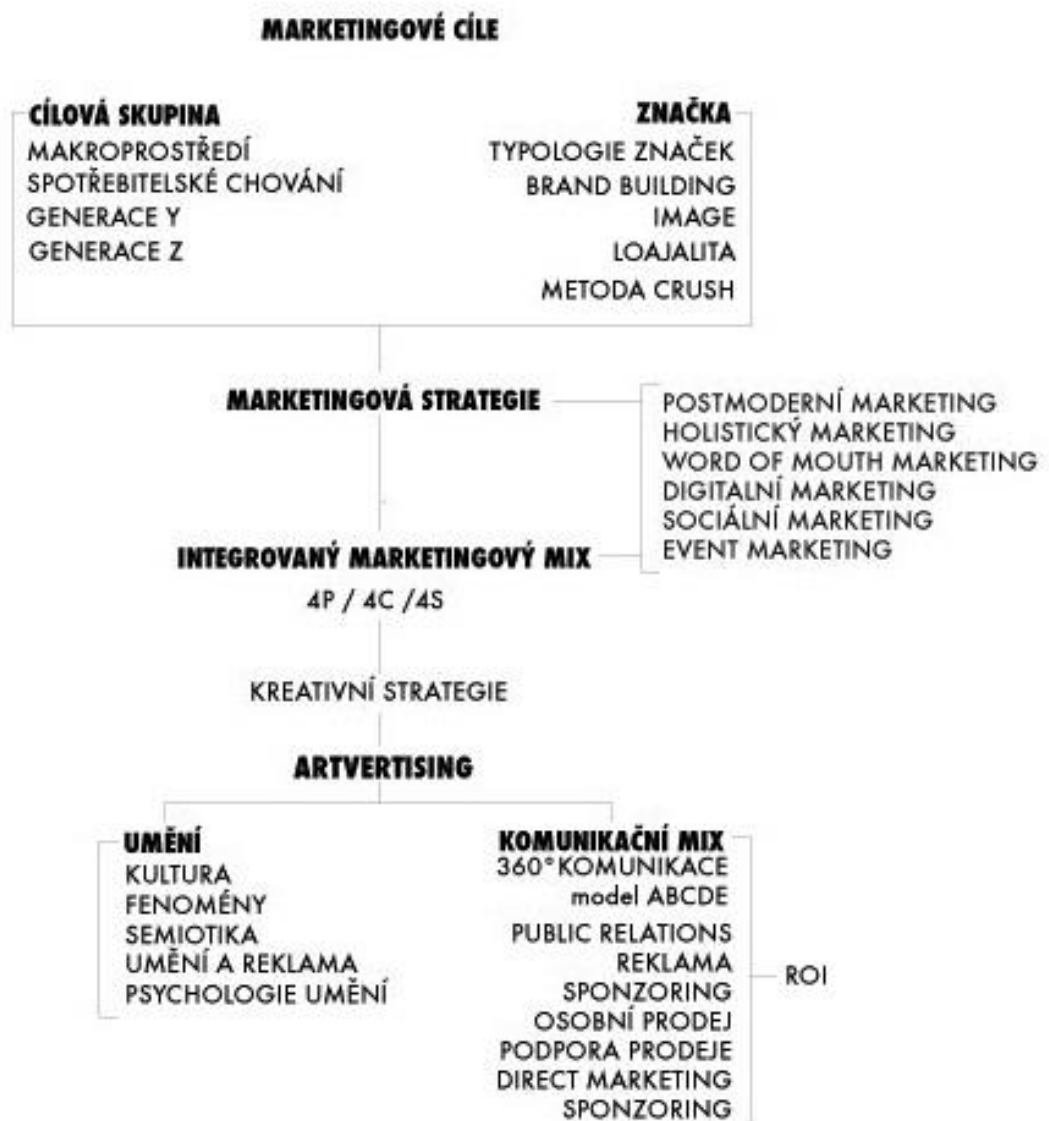 MARKETINGOVÉ CÍLE
CÍLOVÁ SKUPINA
MAKROPROSTŘEDÍ
SPOTŘEBITELSKÉ CHOVÁNÍ
GENERACE Y
GENERACE Z
ZNAČKA
TYPOLOGIE ZNAČEK
BRAND BUILDING
IMAGE
LOAJALITA
METODA CRUSH
MARKETINGOVÁ STRATEGIE
POSTMODERNÍ MARKETING
HOLISTICKÝ MARKETING
WORD OF MOUTH MARKETING
DIGITALNÍ MARKETING
SOCIÁLNÍ MARKETING
EVENT MARKETING
INTEGROVANÝ MARKETINGOVÝ MIX
4P / 4C /4S
KREATIVNÍ STRATEGIE
ARTVERTISING
UMĚNÍ
KULTURA
FENOMÉNY
SEMIOTIKA
UMĚNÍ A REKLAMA
PSYCHOLOGIE UMĚNÍ
KOMUNIKAČNÍ MIX
360°KOMUNIKACE
model ABCDE
PUBLIC RELATIONS
REKLAMA
SPONZORING
OSOBNÍ PRODEJ
PODPORA PRODEJE
DIRECT MARKETING
SPONZORING
ROI